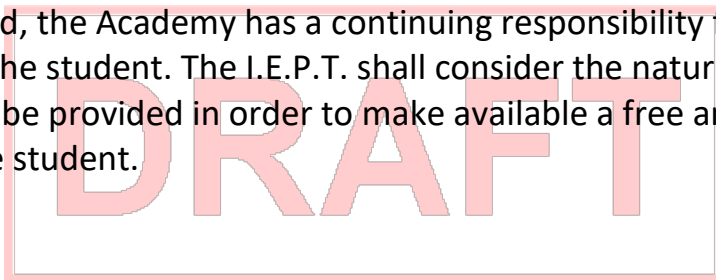 d, the Academy has a continuing responsibility
he student. The I.E.P.T. shall consider the natur
be provided in order to make available a free a
e student.
DRAFT